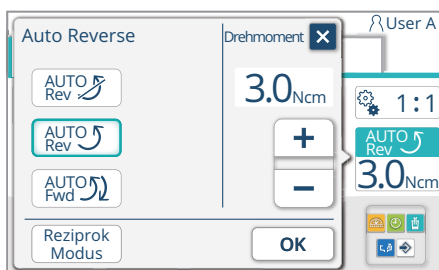 Auto Reverse
Drehmoment
User A
AUTO
Rev
3.0Ncm
1:1
AUTO
Rev
+
AUTO
Rev
3.0Ncm
AUTO
Fwd
−
Reziprok
Modus
OK